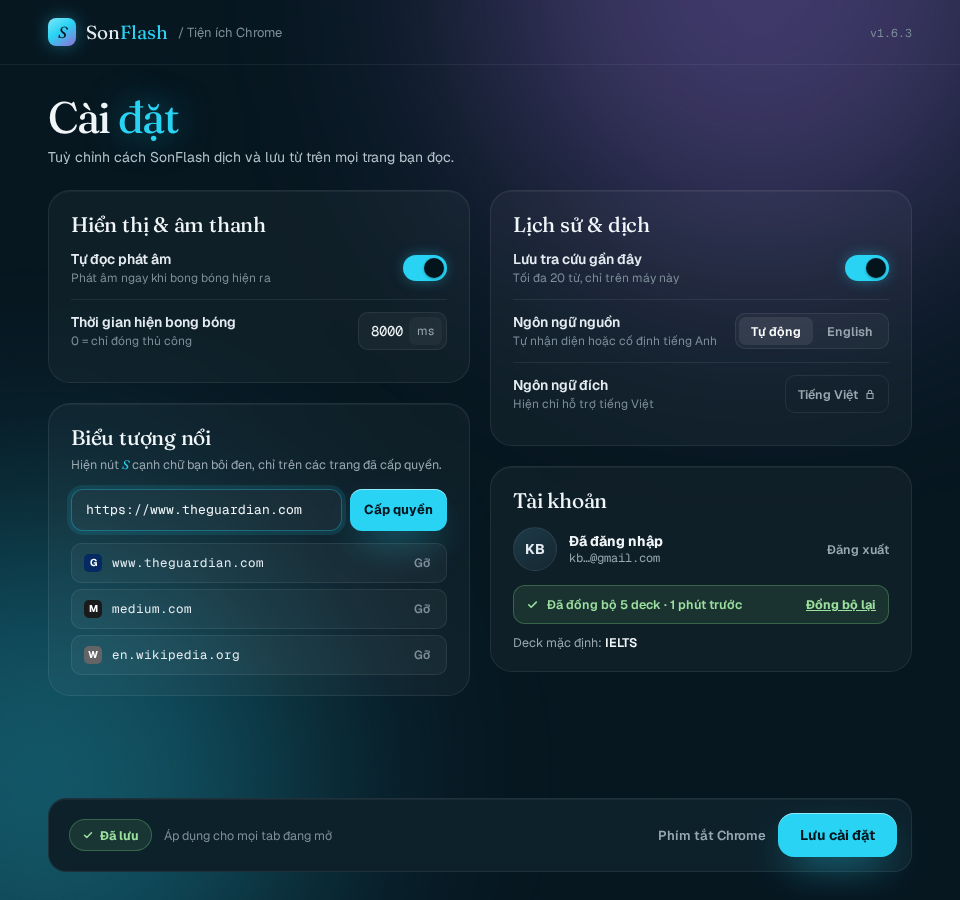 S SonFlash / Tiện ích Chrome
v1.6.3
Cài đặt
Tuỳ chỉnh cách SonFlash dịch và lưu từ trên mọi trang bạn đọc.
Hiển thị & âm thanh
Tự đọc phát âm
Phát âm ngay khi bong bóng hiện ra
Thời gian hiện bong bóng
0 = chỉ đóng thủ công
8000 ms
Biểu tượng nổi
Hiện nút S cạnh chữ bạn bôi đen, chỉ trên các trang đã cấp quyền.
https://www.theguardian.com
Cấp quyền
G www.theguardian.com Gỡ
M medium.com Gỡ
W en.wikipedia.org Gỡ
Lịch sử & dịch
Lưu tra cứu gần đây
Tối đa 20 từ, chỉ trên máy này
Ngôn ngữ nguồn
Tự nhận diện hoặc cố định tiếng Anh
Tự động English
Ngôn ngữ đích
Hiện chỉ hỗ trợ tiếng Việt
Tiếng Việt
Tài khoản
KB
Đã đăng nhập
kb…@gmail.com
Đăng xuất
Đã đồng bộ 5 deck · 1 phút trước Đồng bộ lại
Deck mặc định: IELTS
Đã lưu Áp dụng cho mọi tab đang mở
Phím tắt Chrome Lưu cài đặt